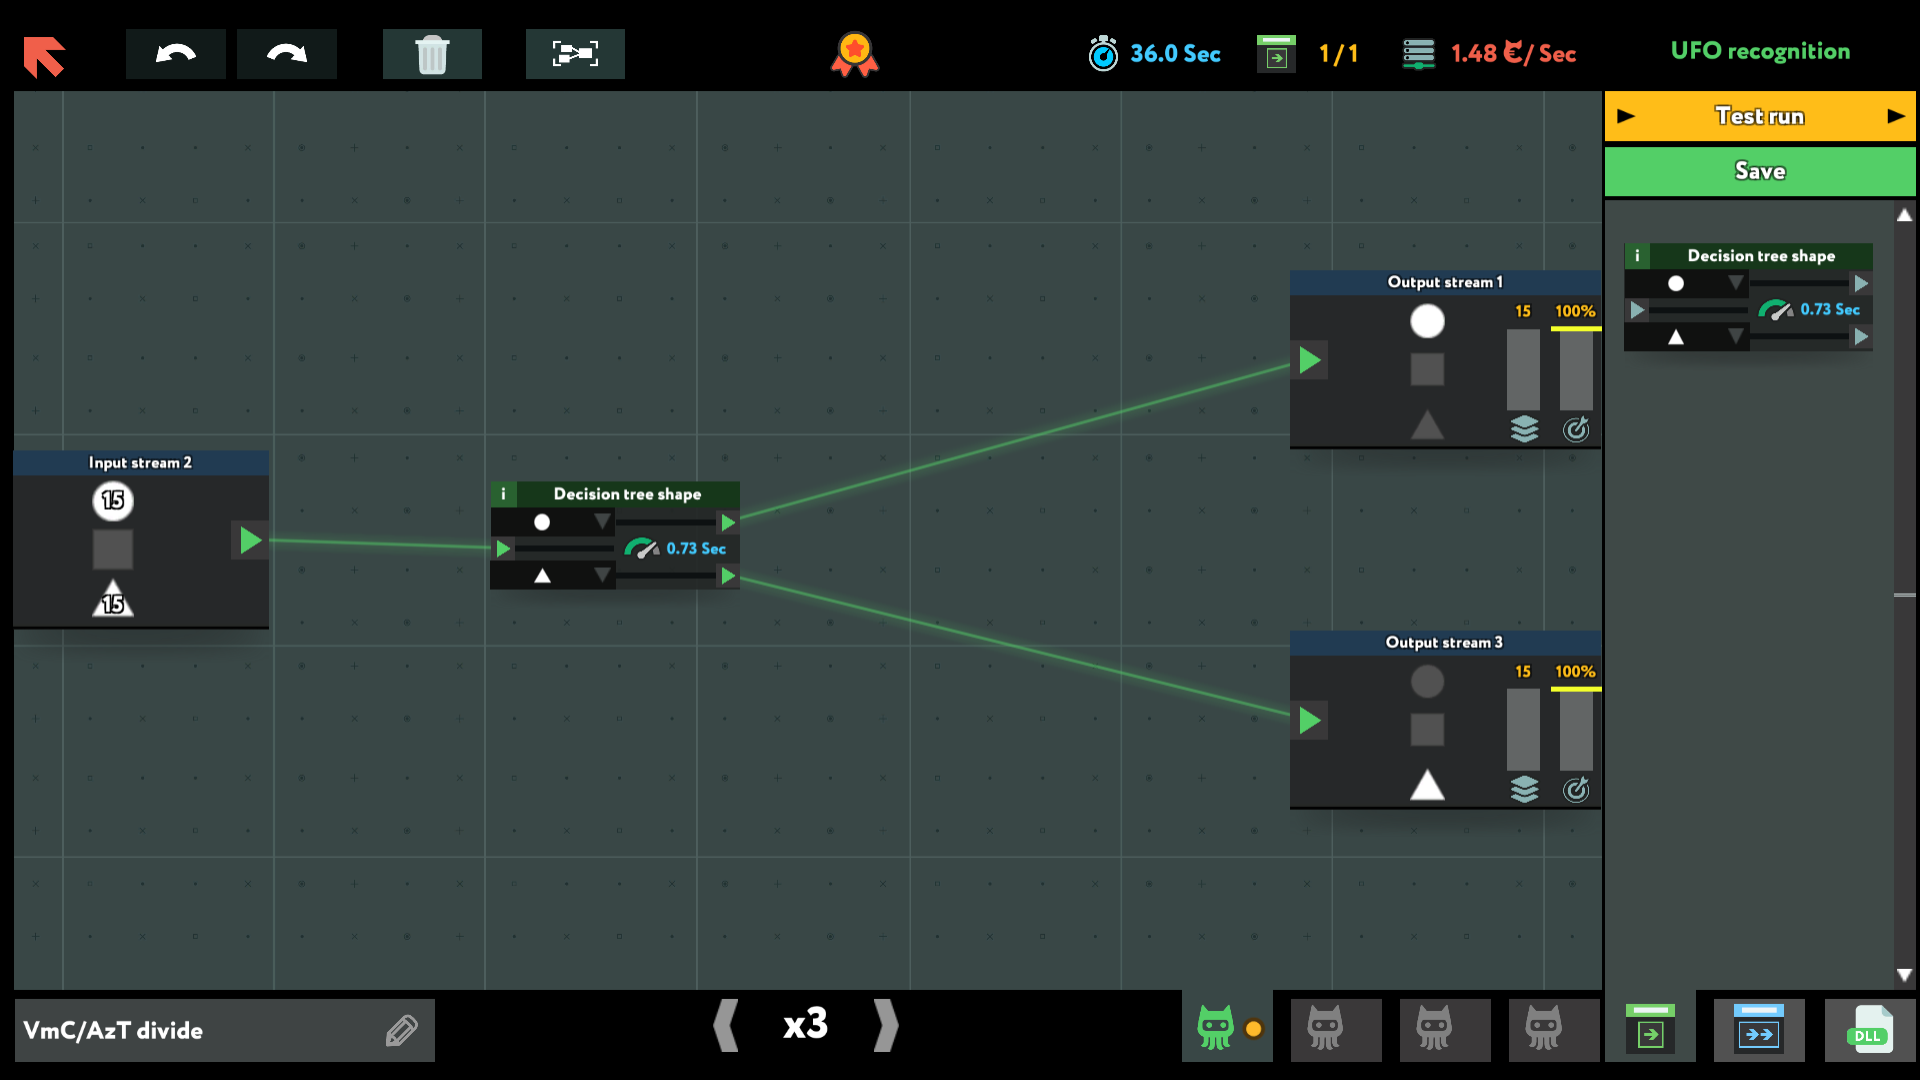 36.0 Sec
1/1
1.48 €/ Sec
UFO recognition
Test run
Save
i Decision tree shape
0.73 Sec
Output stream 1
15 100%
Input stream 2
15
15
i Decision tree shape
0.73 Sec
Output stream 3
15 100%
VmC/AzT divide
x3
DLL